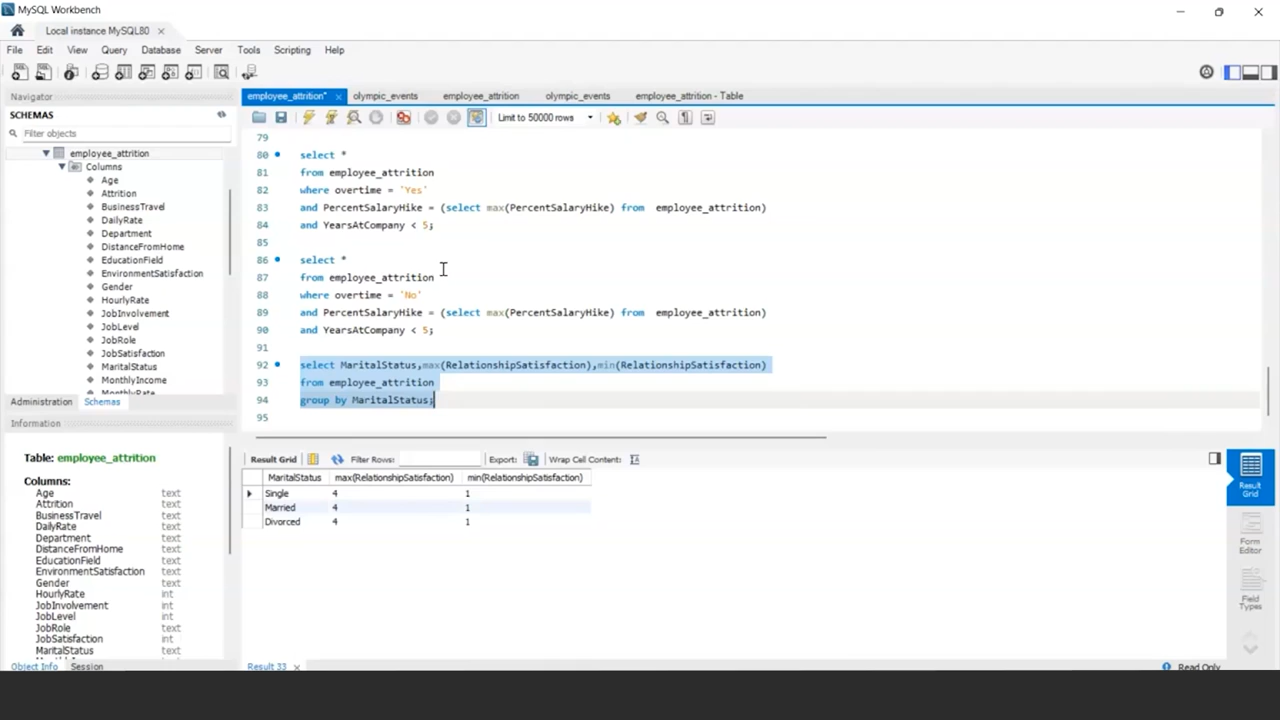 MySQL Workbench
Local instance MySQL80
File Edit View Query Database Server Tools Scripting Help
Navigator
SCHEMAS
Filter objects
employee_attrition
Columns
Age
Attrition
BusinessTravel
DailyRate
Department
DistanceFromHome
EducationField
EnvironmentSatisfaction
Gender
HourlyRate
JobInvolvement
JobLevel
JobRole
JobSatisfaction
MaritalStatus
MonthlyIncome
MonthlyRate
Administration Schemas
Information
Table: employee_attrition
Columns:
Age text
Attrition text
BusinessTravel text
DailyRate text
Department text
DistanceFromHome text
EducationField text
EnvironmentSatisfaction text
Gender text
HourlyRate int
JobInvolvement int
JobLevel int
JobRole text
JobSatisfaction int
MaritalStatus text
Object Info Session
employee_attrition* olympic_events employee_attrition olympic_events employee_attrition - Table
Limit to 50000 rows
79
80 select *
81 from employee_attrition
82 where overtime = 'Yes'
83 and PercentSalaryHike = (select max(PercentSalaryHike) from employee_attrition)
84 and YearsAtCompany < 5;
85
86 select *
87 from employee_attrition
88 where overtime = 'No'
89 and PercentSalaryHike = (select max(PercentSalaryHike) from employee_attrition)
90 and YearsAtCompany < 5;
91
92 select MaritalStatus,max(RelationshipSatisfaction),min(RelationshipSatisfaction)
93 from employee_attrition
94 group by MaritalStatus;
95
Result Grid Filter Rows: Export: Wrap Cell Content:
MaritalStatus max(RelationshipSatisfaction) min(RelationshipSatisfaction)
Single 4 1
Married 4 1
Divorced 4 1
Result Grid
Form Editor
Field Types
Result 33
Read Only